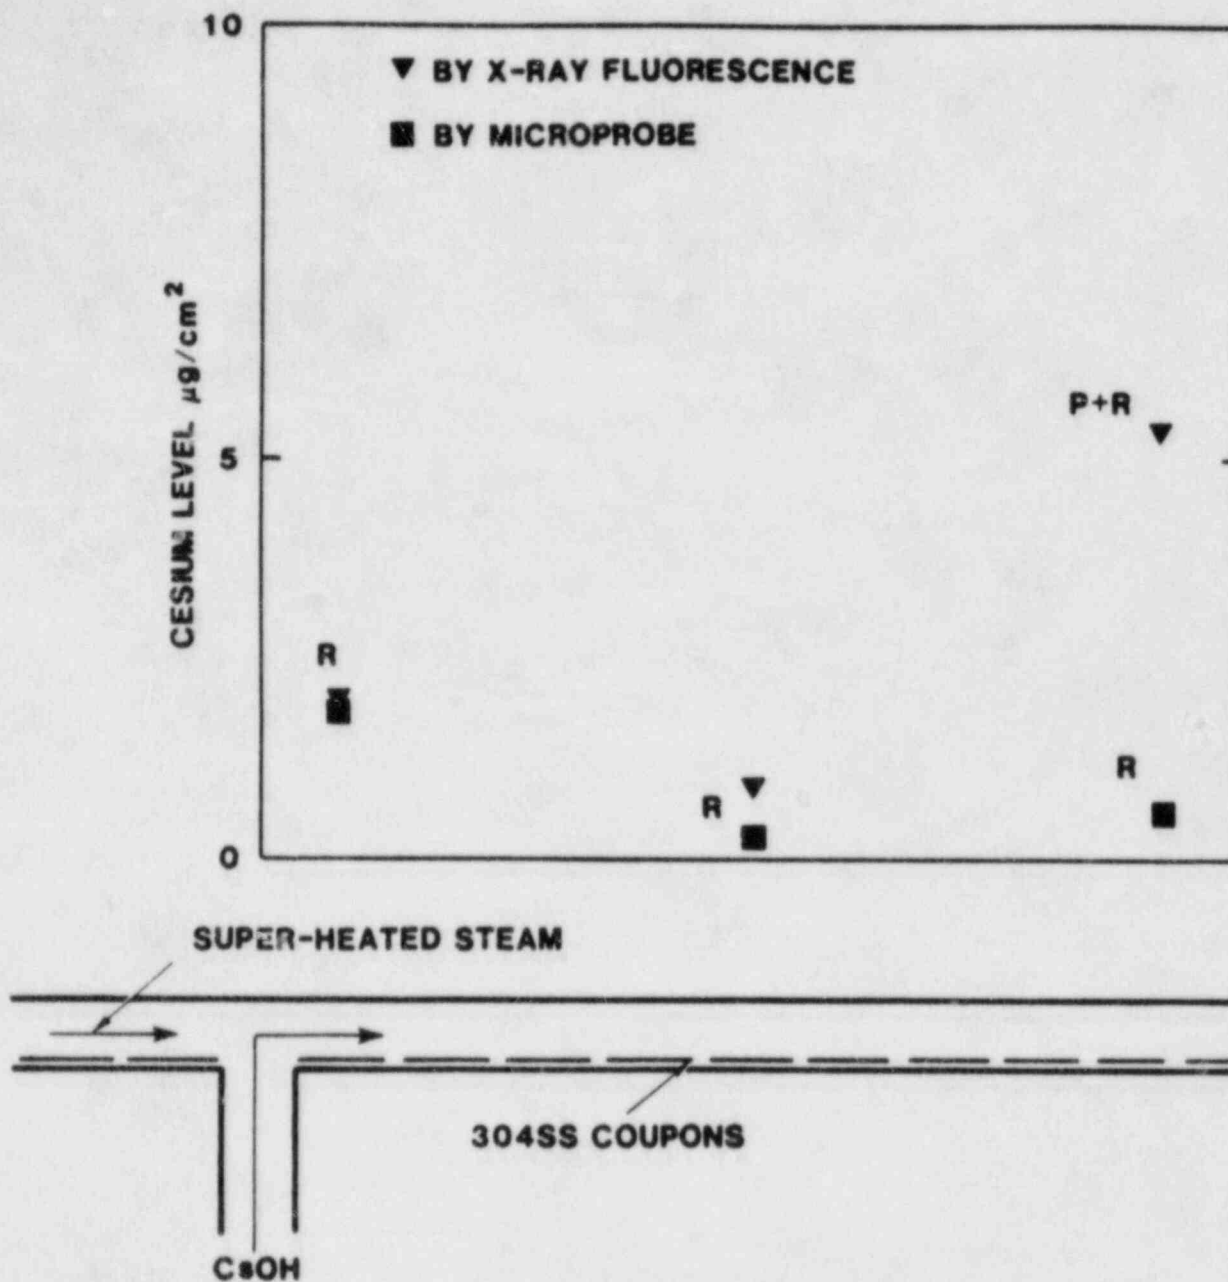 10
▼ BY X-RAY FLUORESCENCE
■ BY MICROPROBE
CESIUM LEVEL µg/cm²
P+R
5
R
R
R
0
SUPER-HEATED STEAM
304SS COUPONS
CsOH